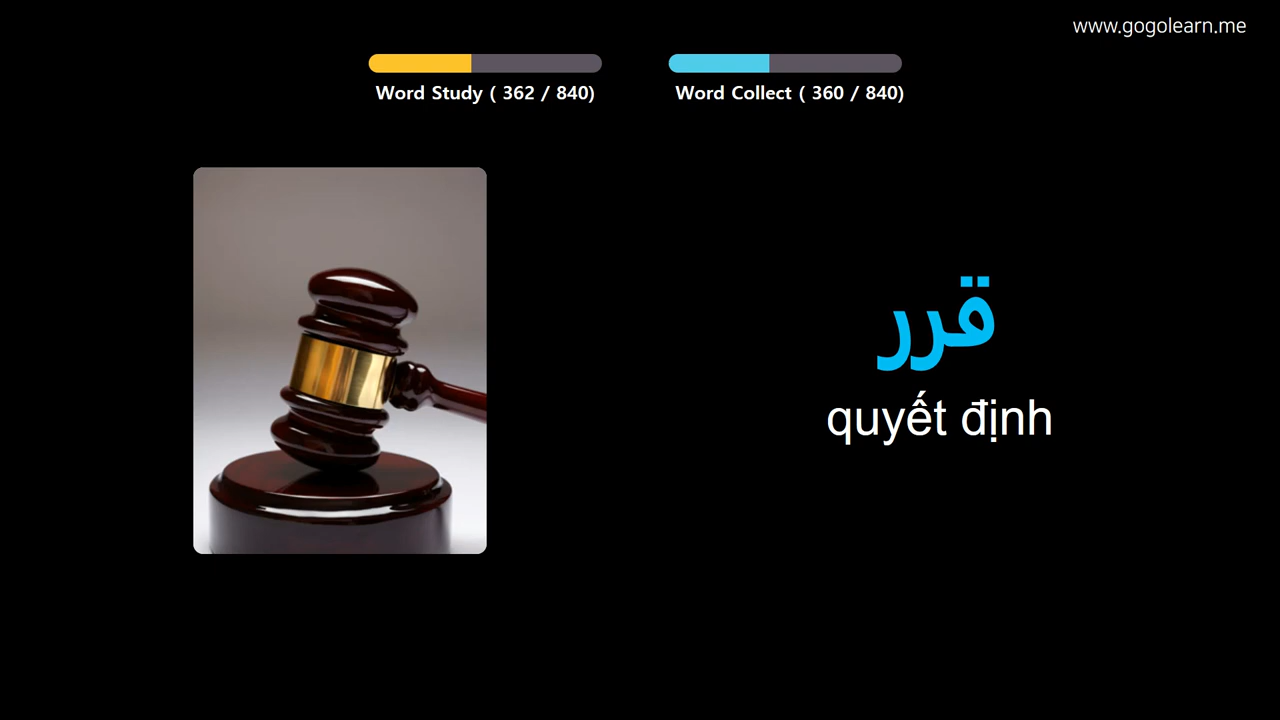 www.gogolearn.me
Word Study ( 362 / 840)
Word Collect ( 360 / 840)
قرر
quyết định